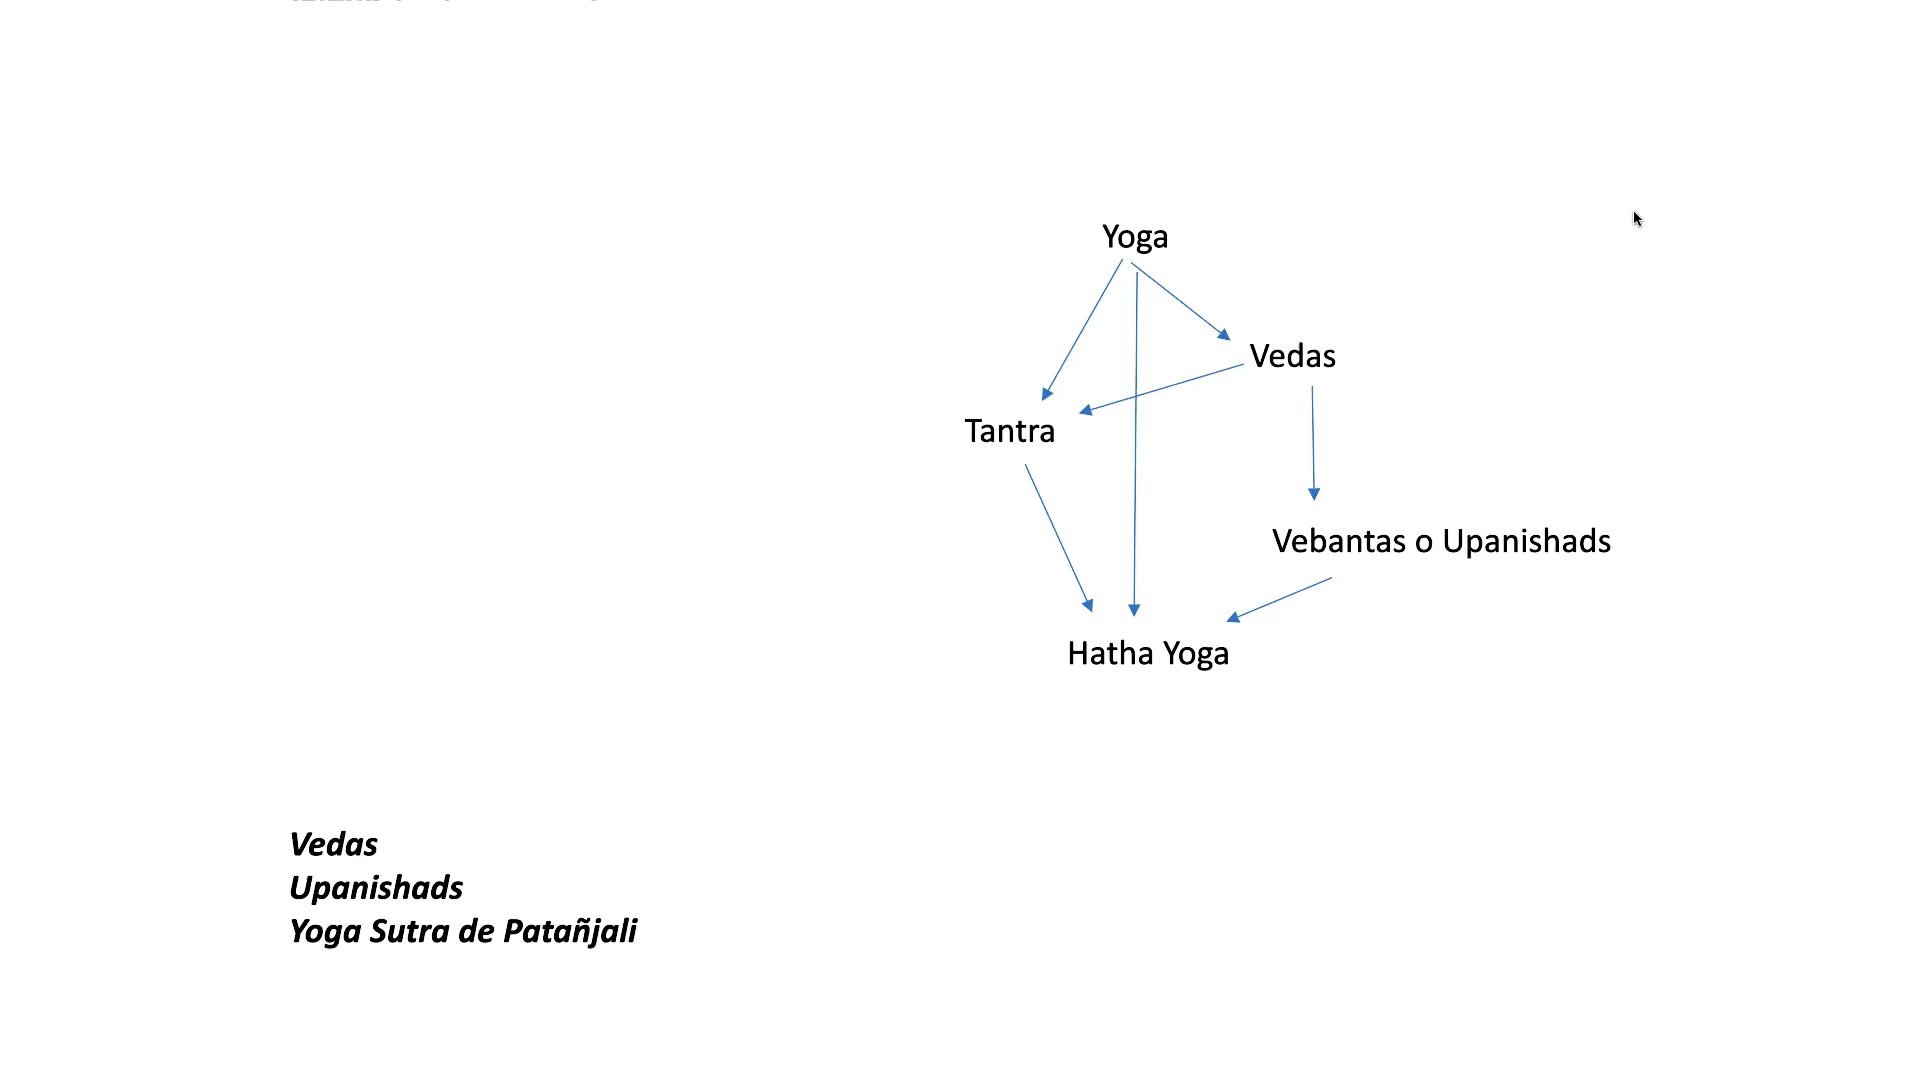 Yoga
Vedas
Tantra
Vebantas o Upanishads
Hatha Yoga
Vedas
Upanishads
Yoga Sutra de Patañjali